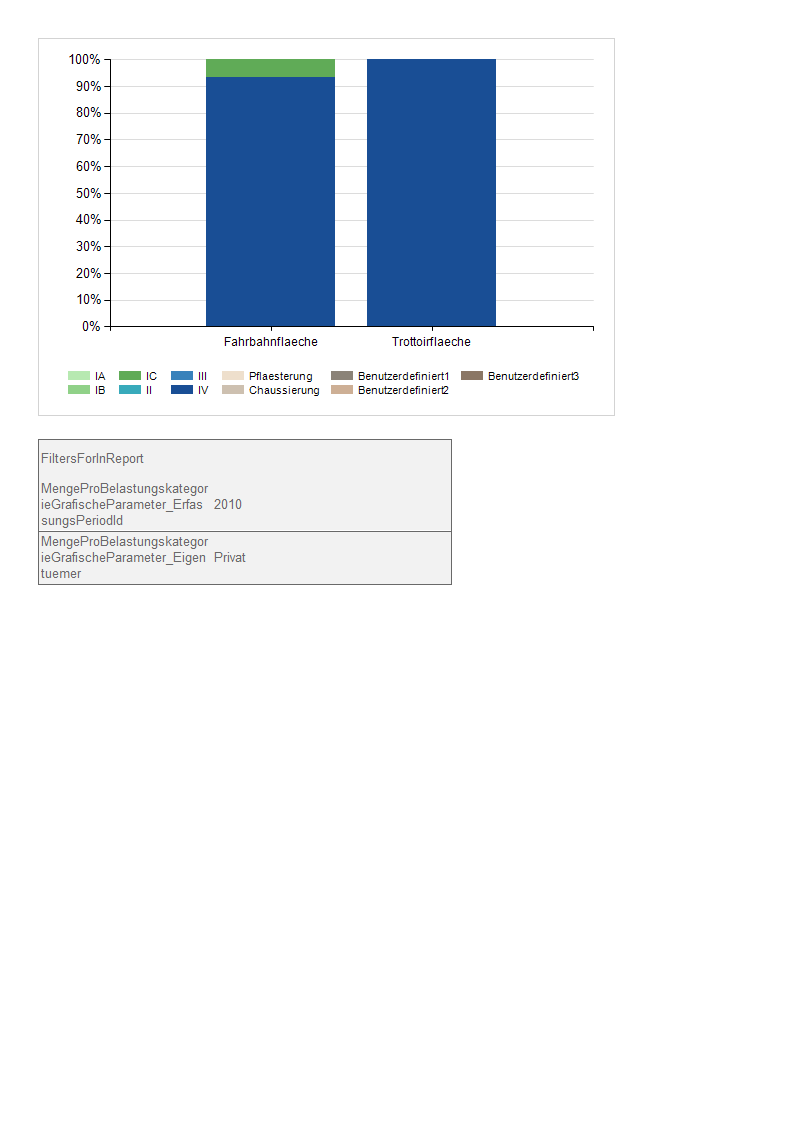 100%
90%
80%
70%
60%
50%
40%
30%
20%
10%
0%
Fahrbahnflaeche Trottoirflaeche
IA IC III Pflaesterung Benutzerdefiniert1 Benutzerdefiniert3
IB II IV Chaussierung Benutzerdefiniert2
FiltersForInReport
MengeProBelastungskategor
ieGrafischeParameter_Erfas 2010
sungsPeriodId
MengeProBelastungskategor
ieGrafischeParameter_Eigen Privat
tuemer